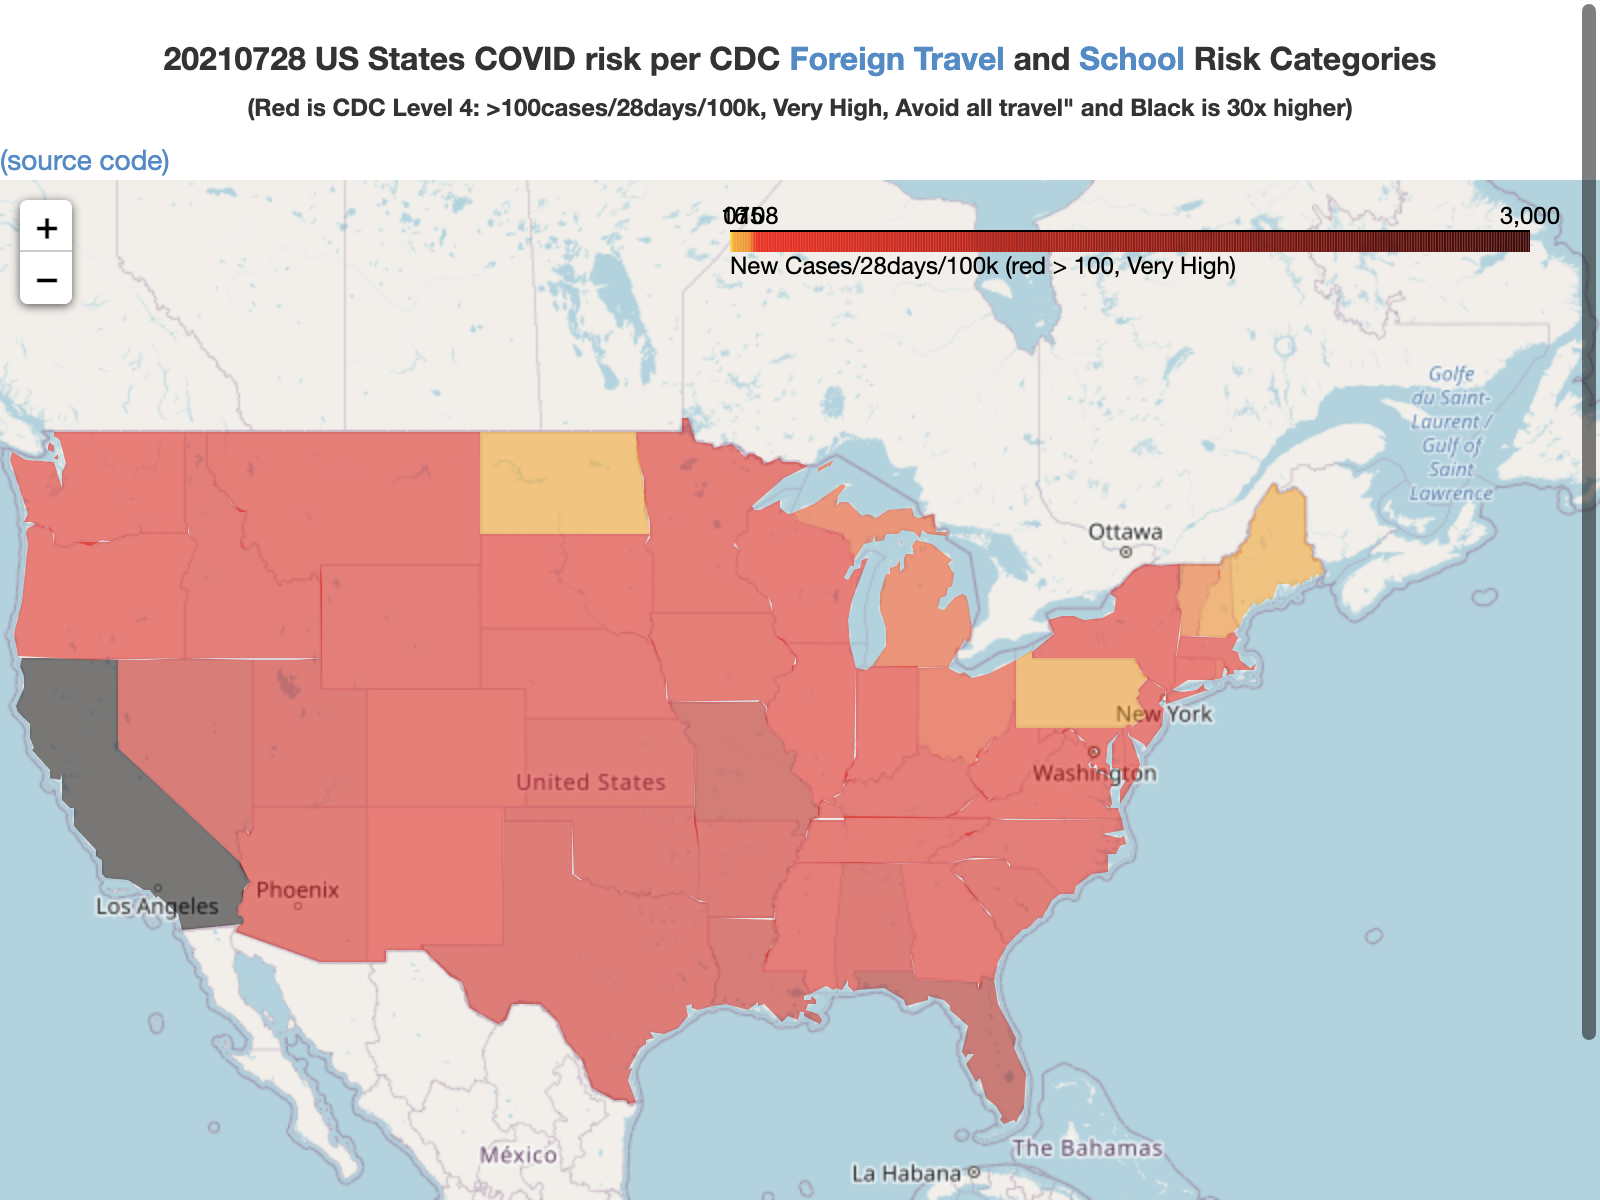 20210728 US States COVID risk per CDC Foreign Travel and School Risk Categories
(Red is CDC Level 4: >100cases/28days/100k, Very High, Avoid all travel" and Black is 30x higher)
(source code)
+
−
3,000
New Cases/28days/100k (red > 100, Very High)
Golfe
du Saint-
Laurent /
Gulf of
Saint
Lawrence
Ottawa
New York
Washington
United States
Phoenix
Los Angeles
México
The Bahamas
La Habana